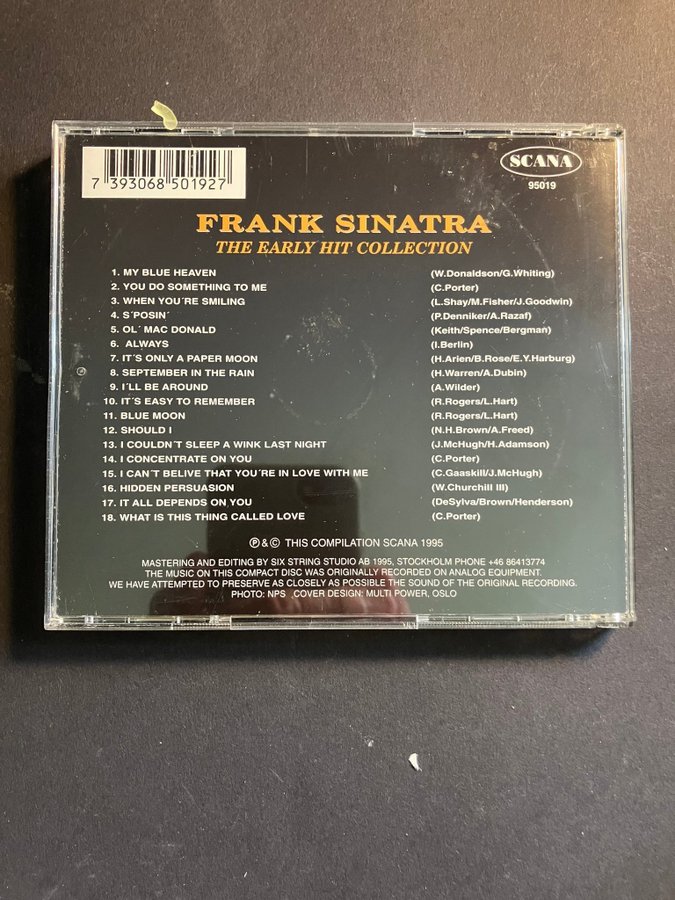 7 393068 501927
SCANA
95019
FRANK SINATRA
THE EARLY HIT COLLECTION
1. MY BLUE HEAVEN (W.Donaldson/G.Whiting)
2. YOU DO SOMETHING TO ME (C.Porter)
3. WHEN YOU´RE SMILING (L.Shay/M.Fisher/J.Goodwin)
4. S´POSIN´ (P.Denniker/A.Razaf)
5. OL´ MAC DONALD (Keith/Spence/Bergman)
6. ALWAYS (I.Berlin)
7. IT´S ONLY A PAPER MOON (H.Arien/B.Rose/E.Y.Harburg)
8. SEPTEMBER IN THE RAIN (H.Warren/A.Dubin)
9. I´LL BE AROUND (A.Wilder)
10. IT´S EASY TO REMEMBER (R.Rogers/L.Hart)
11. BLUE MOON (R.Rogers/L.Hart)
12. SHOULD I (N.H.Brown/A.Freed)
13. I COULDN´T SLEEP A WINK LAST NIGHT (J.McHugh/H.Adamson)
14. I CONCENTRATE ON YOU (C.Porter)
15. I CAN´T BELIVE THAT YOU´RE IN LOVE WITH ME (C.Gaaskill/J.McHugh)
16. HIDDEN PERSUASION (W.Churchill III)
17. IT ALL DEPENDS ON YOU (DeSylva/Brown/Henderson)
18. WHAT IS THIS THING CALLED LOVE (C.Porter)
℗ & © THIS COMPILATION SCANA 1995
MASTERING AND EDITING BY SIX STRING STUDIO AB 1995, STOCKHOLM PHONE +46 86413774
THE MUSIC ON THIS COMPACT DISC WAS ORIGINALLY RECORDED ON ANALOG EQUIPMENT.
WE HAVE ATTEMPTED TO PRESERVE AS CLOSELY AS POSSIBLE THE SOUND OF THE ORIGINAL RECORDING.
PHOTO: NPS .COVER DESIGN: MULTI POWER, OSLO